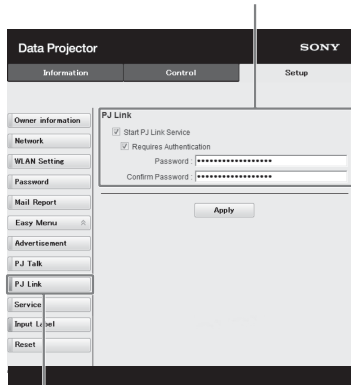 Data Projector
SONY
Information
Control
Setup
Owner information
Network
WLAN Setting
Password
Mail Report
Easy Menu
Advertisement
PJ Talk
PJ Link
Service
Input Label
Reset
PJ Link
Start PJ Link Service
Requires Authentication
Password : ••••••••••••••••••
Confirm Password : ••••••••••••••••••
Apply